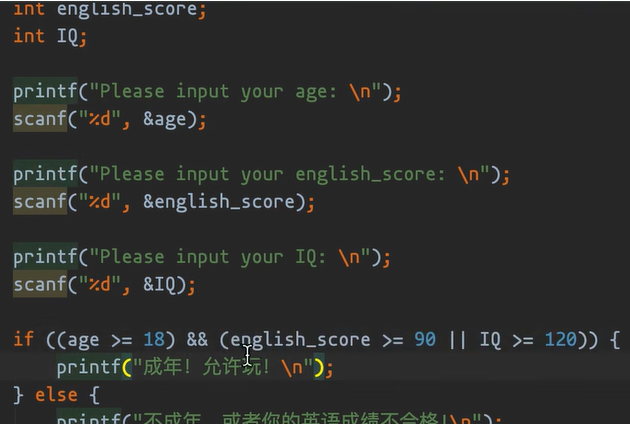 int english_score;
int IQ;
printf("Please input your age: \n");
scanf("%d", &age);
printf("Please input your english_score: \n");
scanf("%d", &english_score);
printf("Please input your IQ: \n");
scanf("%d", &IQ);
if ((age >= 18) && (english_score >= 90 || IQ >= 120)) {
printf("成年! 允许玩! \n");
} else {
printf("不成年，或者你的英语成绩不合格!\n");